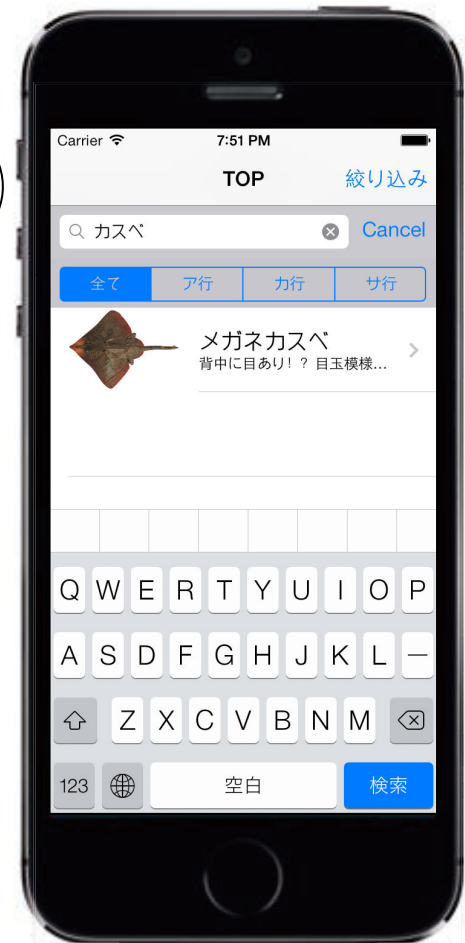 Carrier 7:51 PM
TOP 絞り込み
カスベ Cancel
全て ア行 カ行 サ行
メガネカスベ
背中に目あり！？目玉模様...
Q W E R T Y U I O P
A S D F G H J K L ー
Z X C V B N M
123 空白 検索